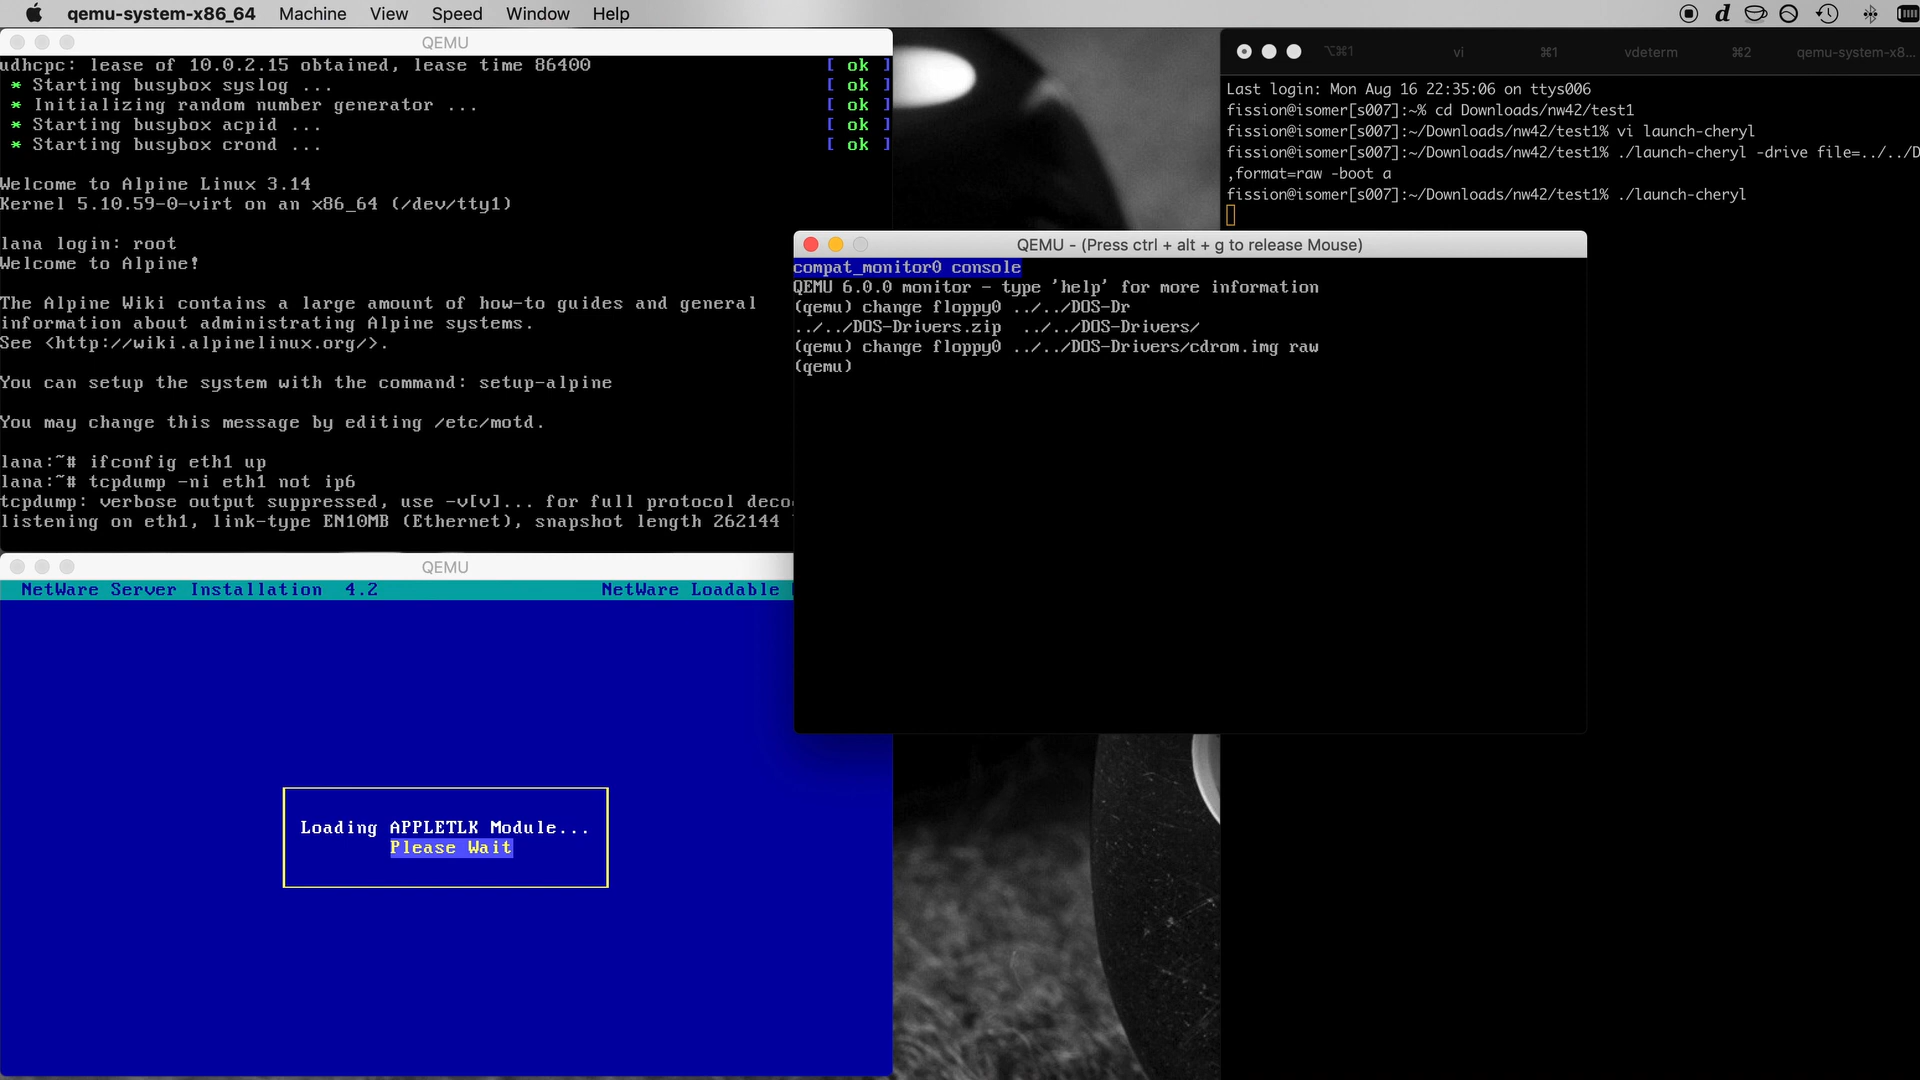 qemu-system-x86_64 Machine View Speed Window Help
QEMU
udhcpc: lease of 10.0.2.15 obtained, lease time 86400 [ ok ]
* Starting busybox syslog ... [ ok ]
* Initializing random number generator ... [ ok ]
* Starting busybox acpid ... [ ok ]
* Starting busybox crond ... [ ok ]
Welcome to Alpine Linux 3.14
Kernel 5.10.59-0-virt on an x86_64 (/dev/tty1)
lana login: root
Welcome to Alpine!
The Alpine Wiki contains a large amount of how-to guides and general
information about administrating Alpine systems.
See <http://wiki.alpinelinux.org/>.
You can setup the system with the command: setup-alpine
You may change this message by editing /etc/motd.
lana:~# ifconfig eth1 up
lana:~# tcpdump -ni eth1 not ip6
tcpdump: verbose output suppressed, use -v[v]... for full protocol
listening on eth1, link-type EN10MB (Ethernet), snapshot length 262144
⌥⌘1 vi ⌘1 vdeterm ⌘2 qemu-system-x8...
Last login: Mon Aug 16 22:35:06 on ttys006
fission@isomer[s007]:~% cd Downloads/nw42/test1
fission@isomer[s007]:~/Downloads/nw42/test1% vi launch-cheryl
fission@isomer[s007]:~/Downloads/nw42/test1% ./launch-cheryl -drive file=../../D
,format=raw -boot a
fission@isomer[s007]:~/Downloads/nw42/test1% ./launch-cheryl
QEMU - (Press ctrl + alt + g to release Mouse)
compat_monitor0 console
QEMU 6.0.0 monitor - type 'help' for more information
(qemu) change floppy0 ../../DOS-Dr
../../DOS-Drivers.zip ../../DOS-Drivers/
(qemu) change floppy0 ../../DOS-Drivers/cdrom.img raw
(qemu)
QEMU
NetWare Server Installation 4.2 NetWare Loadable
Loading APPLETLK Module...
Please Wait